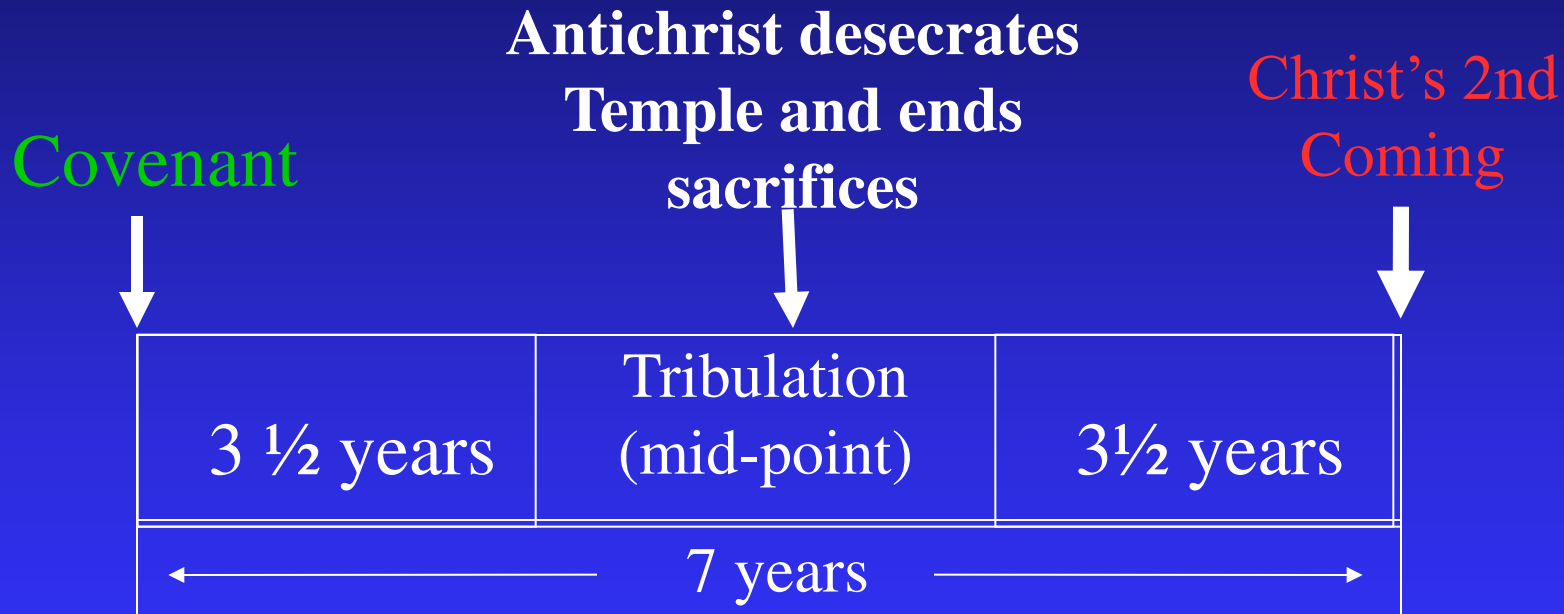 Antichrist desecrates
Temple and ends
sacrifices
Christ’s 2nd
Coming
Covenant
3 ½ years
Tribulation
(mid-point)
3½ years
7 years